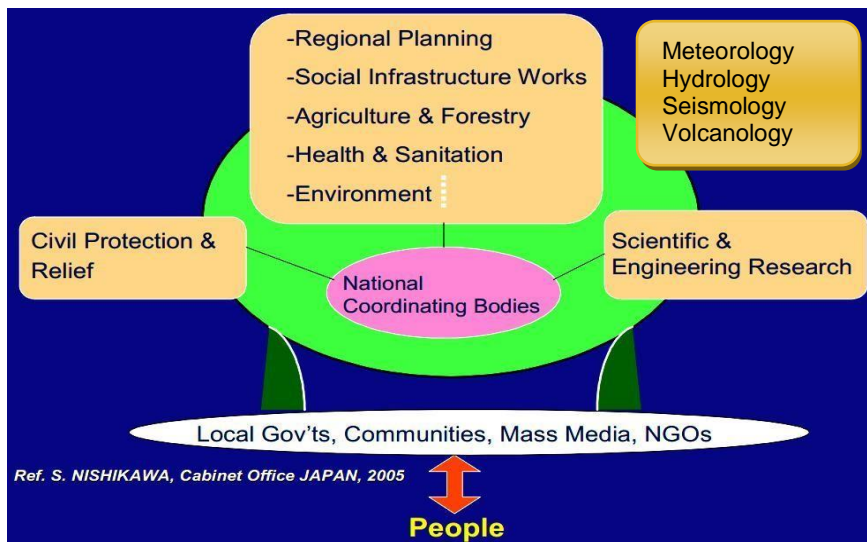 -Regional Planning
-Social Infrastructure Works
-Agriculture & Forestry
-Health & Sanitation
-Environment
Meteorology
Hydrology
Seismology
Volcanology
Civil Protection &
Relief
National
Coordinating Bodies
Scientific &
Engineering Research
Local Gov'ts, Communities, Mass Media, NGOs
Ref. S. NISHIKAWA, Cabinet Office JAPAN, 2005
People